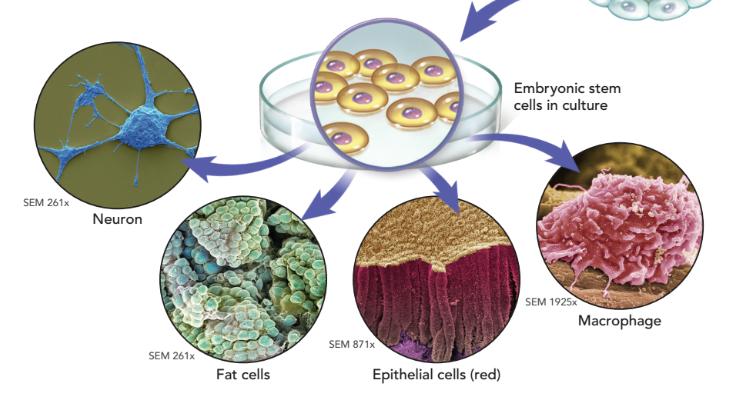 Embryonic stem
cells in culture
SEM 261x
Neuron
SEM 261x
Fat cells
SEM 871x
Epithelial cells (red)
SEM 1925x
Macrophage